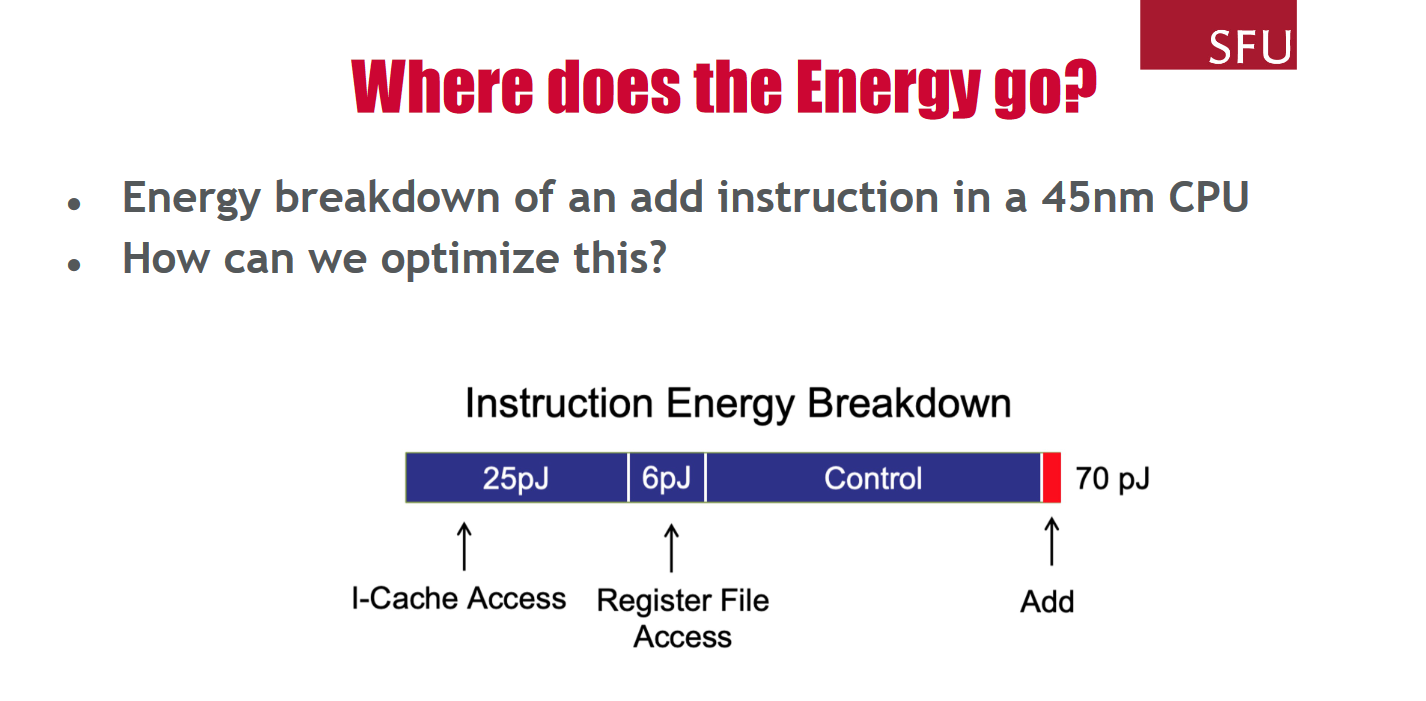 SFU
Where does the Energy go?
• Energy breakdown of an add instruction in a 45nm CPU
• How can we optimize this?
Instruction Energy Breakdown
25pJ 6pJ Control 70 pJ
I-Cache Access Register File Add
Access